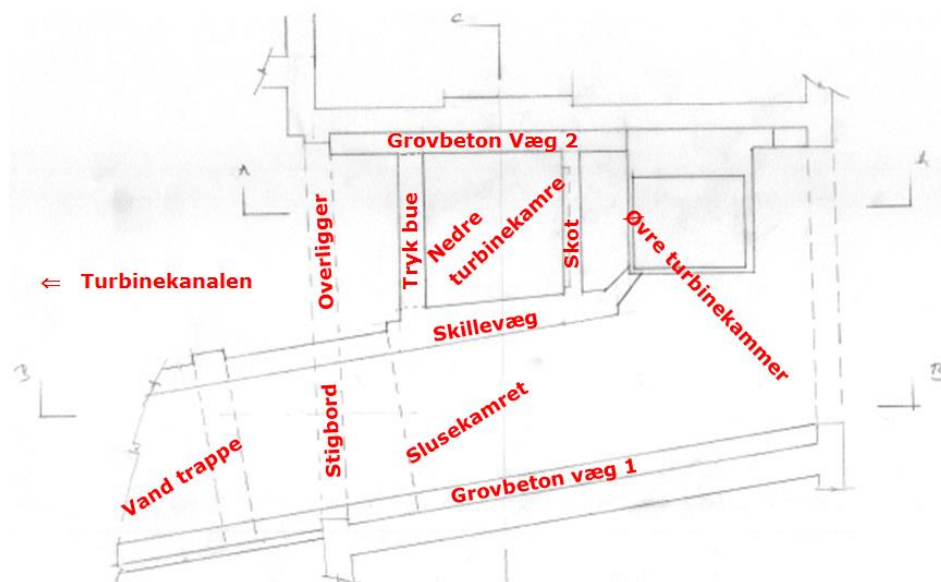 C
Grovbeton Væg 2
A
A
Overligger
Tryk bue
Nedre
turbinekamre
Skot
Øvre turbinekammer
⇐ Turbinekanalen
Skillevæg
B
B
Stigbord
Slusekamret
Vand trappe
Grovbeton væg 1